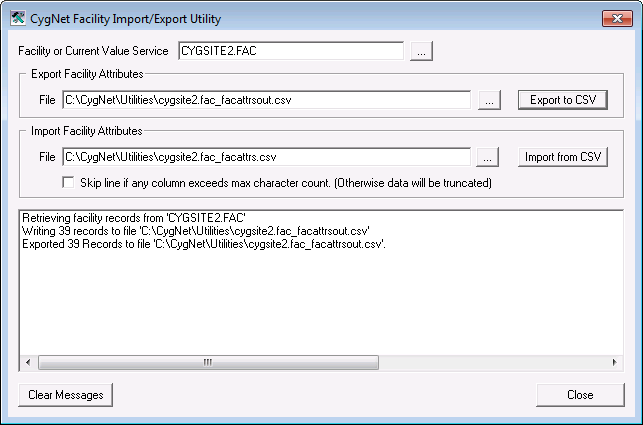 CygNet Facility Import/Export Utility
Facility or Current Value Service CYGSITE2.FAC ...
Export Facility Attributes
File C:\CygNet\Utilities\cygsite2.fac_facattrsout.csv ... Export to CSV
Import Facility Attributes
File C:\CygNet\Utilities\cygsite2.fac_facattrs.csv ... Import from CSV
Skip line if any column exceeds max character count. (Otherwise data will be truncated)
Retrieving facility records from 'CYGSITE2.FAC'
Writing 39 records to file 'C:\CygNet\Utilities\cygsite2.fac_facattrsout.csv'
Exported 39 Records to file 'C:\CygNet\Utilities\cygsite2.fac_facattrsout.csv'.
Clear Messages Close